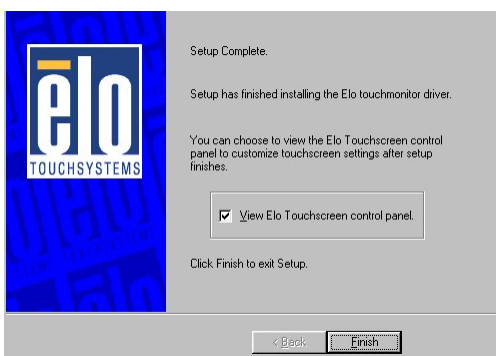 Setup Complete.
Setup has finished installing the Elo touchmonitor driver.
You can choose to view the Elo Touchscreen control
panel to customize touchscreen settings after setup
finishes.
View Elo Touchscreen control panel.
Click Finish to exit Setup.
ēlo
TOUCHSYSTEMS
< Back
Finish